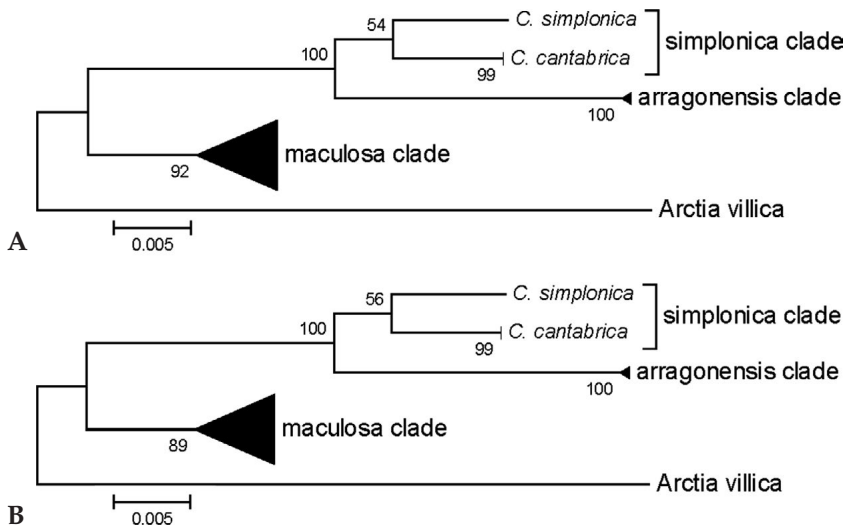 C. simplonica
54
simplonica clade
100
C. cantabrica
99
arragonensis clade
100
maculosa clade
92
Arctia villica
A
0.005
C. simplonica
56
simplonica clade
100
C. cantabrica
99
arragonensis clade
100
maculosa clade
89
Arctia villica
B
0.005